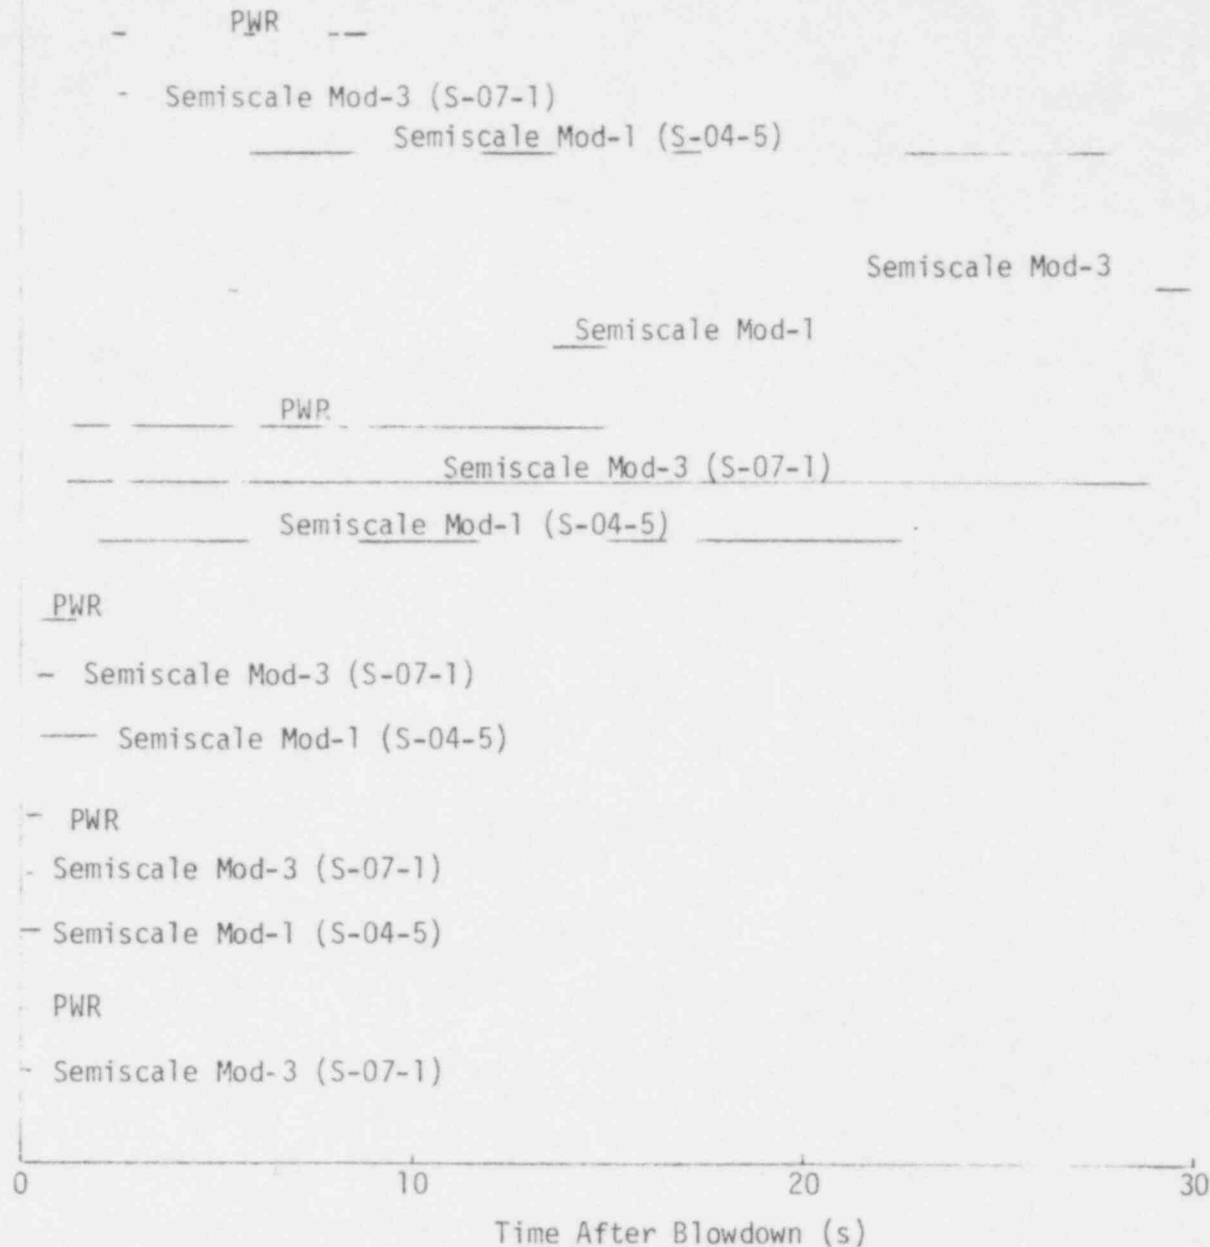 PWR
Semiscale Mod-3 (S-07-1)
Semiscale Mod-1 (S-04-5)
Semiscale Mod-3
Semiscale Mod-1
PWR
Semiscale Mod-3 (S-07-1)
Semiscale Mod-1 (S-04-5)
PWR
Semiscale Mod-3 (S-07-1)
Semiscale Mod-1 (S-04-5)
PWR
Semiscale Mod-3 (S-07-1)
Semiscale Mod-1 (S-04-5)
PWR
Semiscale Mod-3 (S-07-1)
0 10 20 30
Time After Blowdown (s)